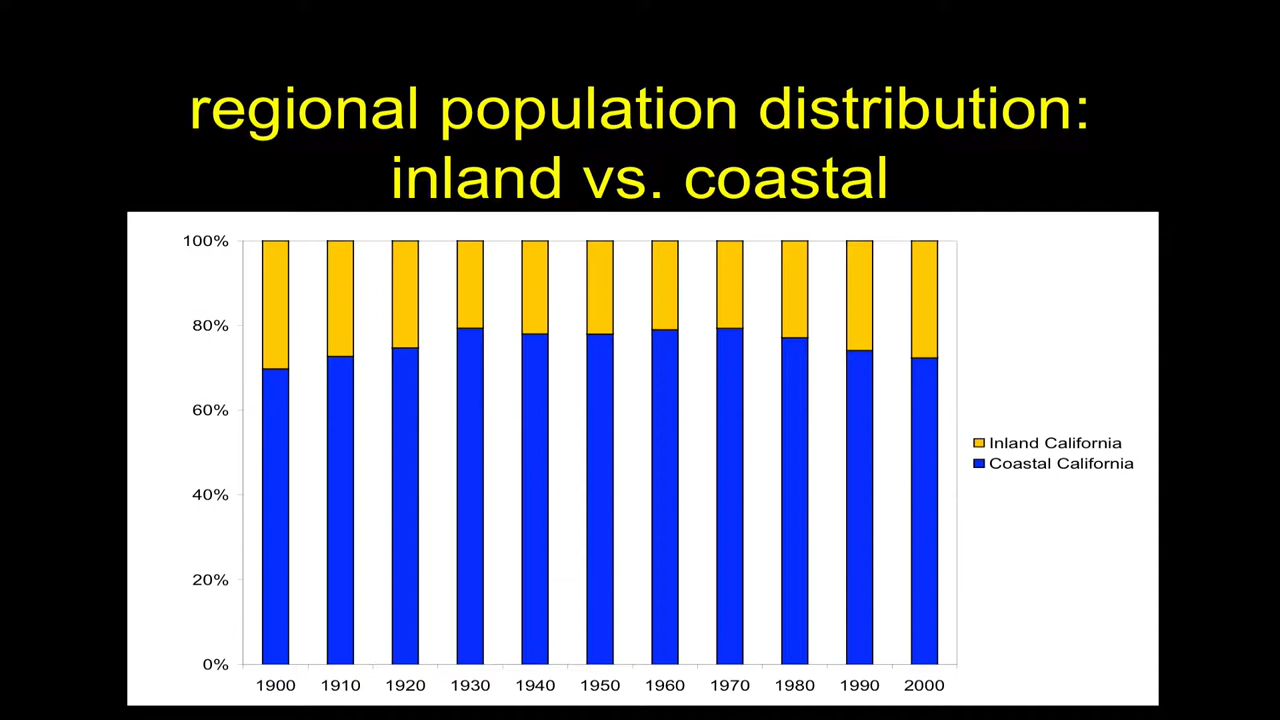 regional population distribution:
inland vs. coastal
100%
80%
60%
40%
20%
0%
1900 1910 1920 1930 1940 1950 1960 1970 1980 1990 2000
Inland California
Coastal California